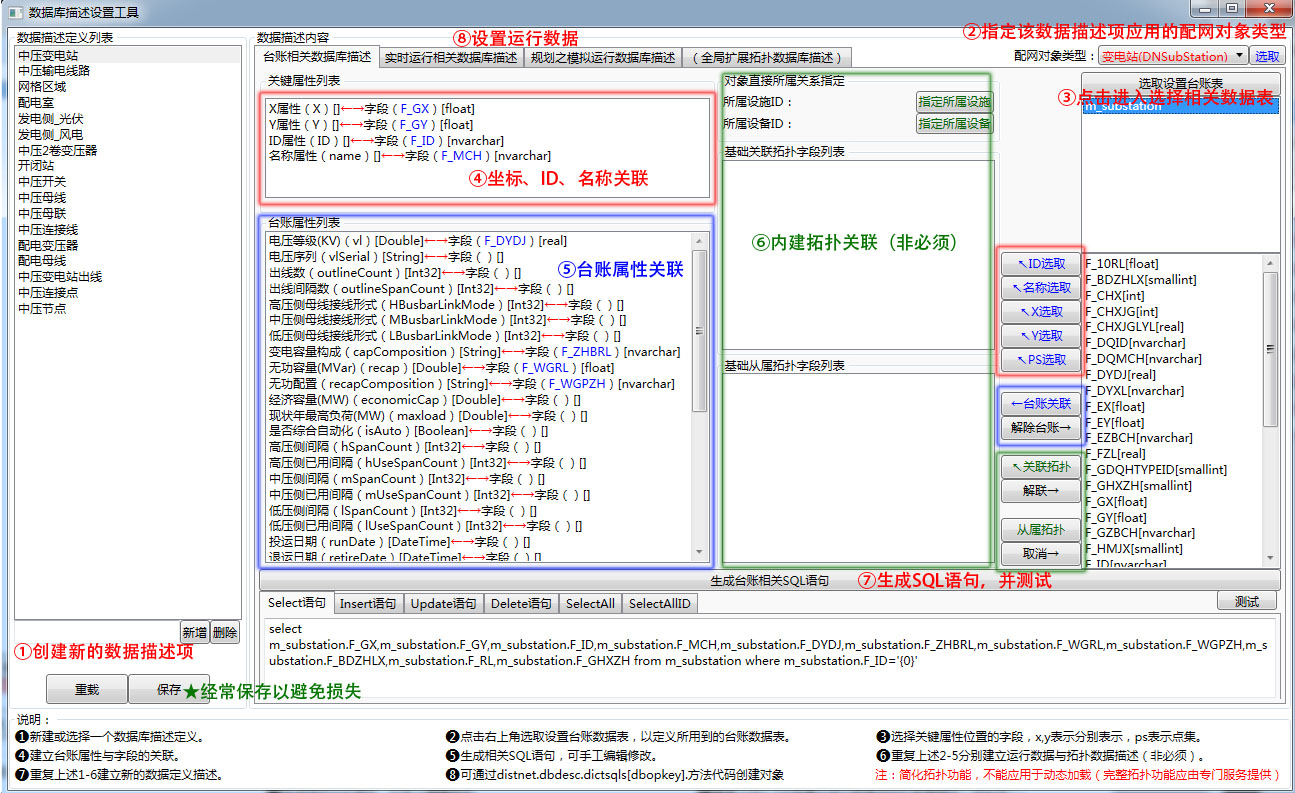 数据库描述设置工具
数据描述定义列表
中压变电站
中压输电线路
网格区域
配电室
发电侧_光伏
发电侧_风电
中压2卷变压器
开闭站
中压开关
中压母线
中压母联
中压连接线
配电变压器
配电母线
中压变电站出线
中压连接点
中压节点
新增
删除
①创建新的数据描述项
重载
保存
★经常保存以避免损失
数据描述内容
⑧设置运行数据
②指定该数据描述项应用的配网对象类型
台账相关数据库描述
实时运行相关数据库描述
规划之模拟运行数据库描述
（全局扩展拓扑数据库描述）
配网对象类型：
变电站(DNSubStation)
选取
关键属性列表
X属性（X）[]←→字段（F_GX）[float]
Y属性（Y）[]←→字段（F_GY）[float]
ID属性（ID）[]←→字段（F_ID）[nvarchar]
名称属性（name）[]←→字段（F_MCH）[nvarchar]
④坐标、ID、名称关联
台账属性列表
电压等级(KV)（vl）[Double]←→字段（F_DYDJ）[real]
电压序列（vlSerial）[String]←→字段（）[]
出线数（outlineCount）[Int32]←→字段（）[]
出线间隔数（outlineSpanCount）[Int32]←→字段（）[]
高压侧母线接线形式（HBusbarLinkMode）[Int32]←→字段（）[]
中压侧母线接线形式（MBusbarLinkMode）[Int32]←→字段（）[]
低压侧母线接线形式（LBusbarLinkMode）[Int32]←→字段（）[]
变电容量构成（capComposition）[String]←→字段（F_ZHBRL）[nvarchar]
无功容量(MVar)（recap）[Double]←→字段（F_WGRL）[float]
无功配置（recapComposition）[String]←→字段（F_WGPZH）[nvarchar]
经济容量(MW)（economicCap）[Double]←→字段（）[]
现状年最高负荷(MW)（maxload）[Double]←→字段（）[]
是否综合自动化（isAuto）[Boolean]←→字段（）[]
高压侧间隔（hSpanCount）[Int32]←→字段（）[]
高压侧已用间隔（hUseSpanCount）[Int32]←→字段（）[]
中压侧间隔（mSpanCount）[Int32]←→字段（）[]
中压侧已用间隔（mUseSpanCount）[Int32]←→字段（）[]
低压侧间隔（lSpanCount）[Int32]←→字段（）[]
低压侧已用间隔（lUseSpanCount）[Int32]←→字段（）[]
投运日期（runDate）[DateTime]←→字段（）[]
退运日期（retireDate）[DateTime]←→字段（）[]
⑤台账属性关联
对象直接所属关系指定
所属设施ID：
指定所属设施
所属设备ID：
指定所属设备
基础关联拓扑字段列表
⑥内建拓扑关联（非必须）
基础从属拓扑字段列表
选取设置台账表
③点击进入选择相关数据表
m_substation
↖ID选取
↖名称选取
↖X选取
↖Y选取
↖PS选取
←台账关联
解除台账→
↖关联拓扑
解联→
从属拓扑
取消→
F_10RL[float]
F_BDZHLX[smallint]
F_CHX[int]
F_CHXJG[int]
F_CHXJGLYL[real]
F_DQID[nvarchar]
F_DQMCH[nvarchar]
F_DYDJ[real]
F_DYXL[nvarchar]
F_EX[float]
F_EY[float]
F_EZBCH[nvarchar]
F_FZL[real]
F_GDQHTYPEID[smallint]
F_GHXZH[smallint]
F_GX[float]
F_GY[float]
F_GZBCH[nvarchar]
F_HMJX[smallint]
F_ID[nvarchar]
生成台账相关SQL语句
⑦生成SQL语句，并测试
Select语句
Insert语句
Update语句
Delete语句
SelectAll
SelectAllID
测试
select
m_substation.F_GX,m_substation.F_GY,m_substation.F_ID,m_substation.F_MCH,m_substation.F_DYDJ,m_substation.F_ZHBRL,m_substation.F_WGRL,m_substation.F_WGPZH,m_s
ubstation.F_BDZHLX,m_substation.F_RL,m_substation.F_GHXZH from m_substation where m_substation.F_ID='{0}'
说明：
❶新建或选择一个数据库描述定义。
❷点击右上角选取设置台账数据表，以定义所用到的台账数据表。
❸选择关键属性位置的字段，x,y表示分别表示，ps表示点集。
❹建立台账属性与字段的关联。
❺生成相关SQL语句，可手工编辑修改。
❻重复上述2-5分别建立运行数据与拓扑数据描述（非必须）。
❼重复上述1-6建立新的数据定义描述。
❽可通过distnet.dbdesc.dictsqls[dbopkey].方法代码创建对象
注：简化拓扑功能，不能应用于动态加载（完整拓扑功能应由专门服务提供）